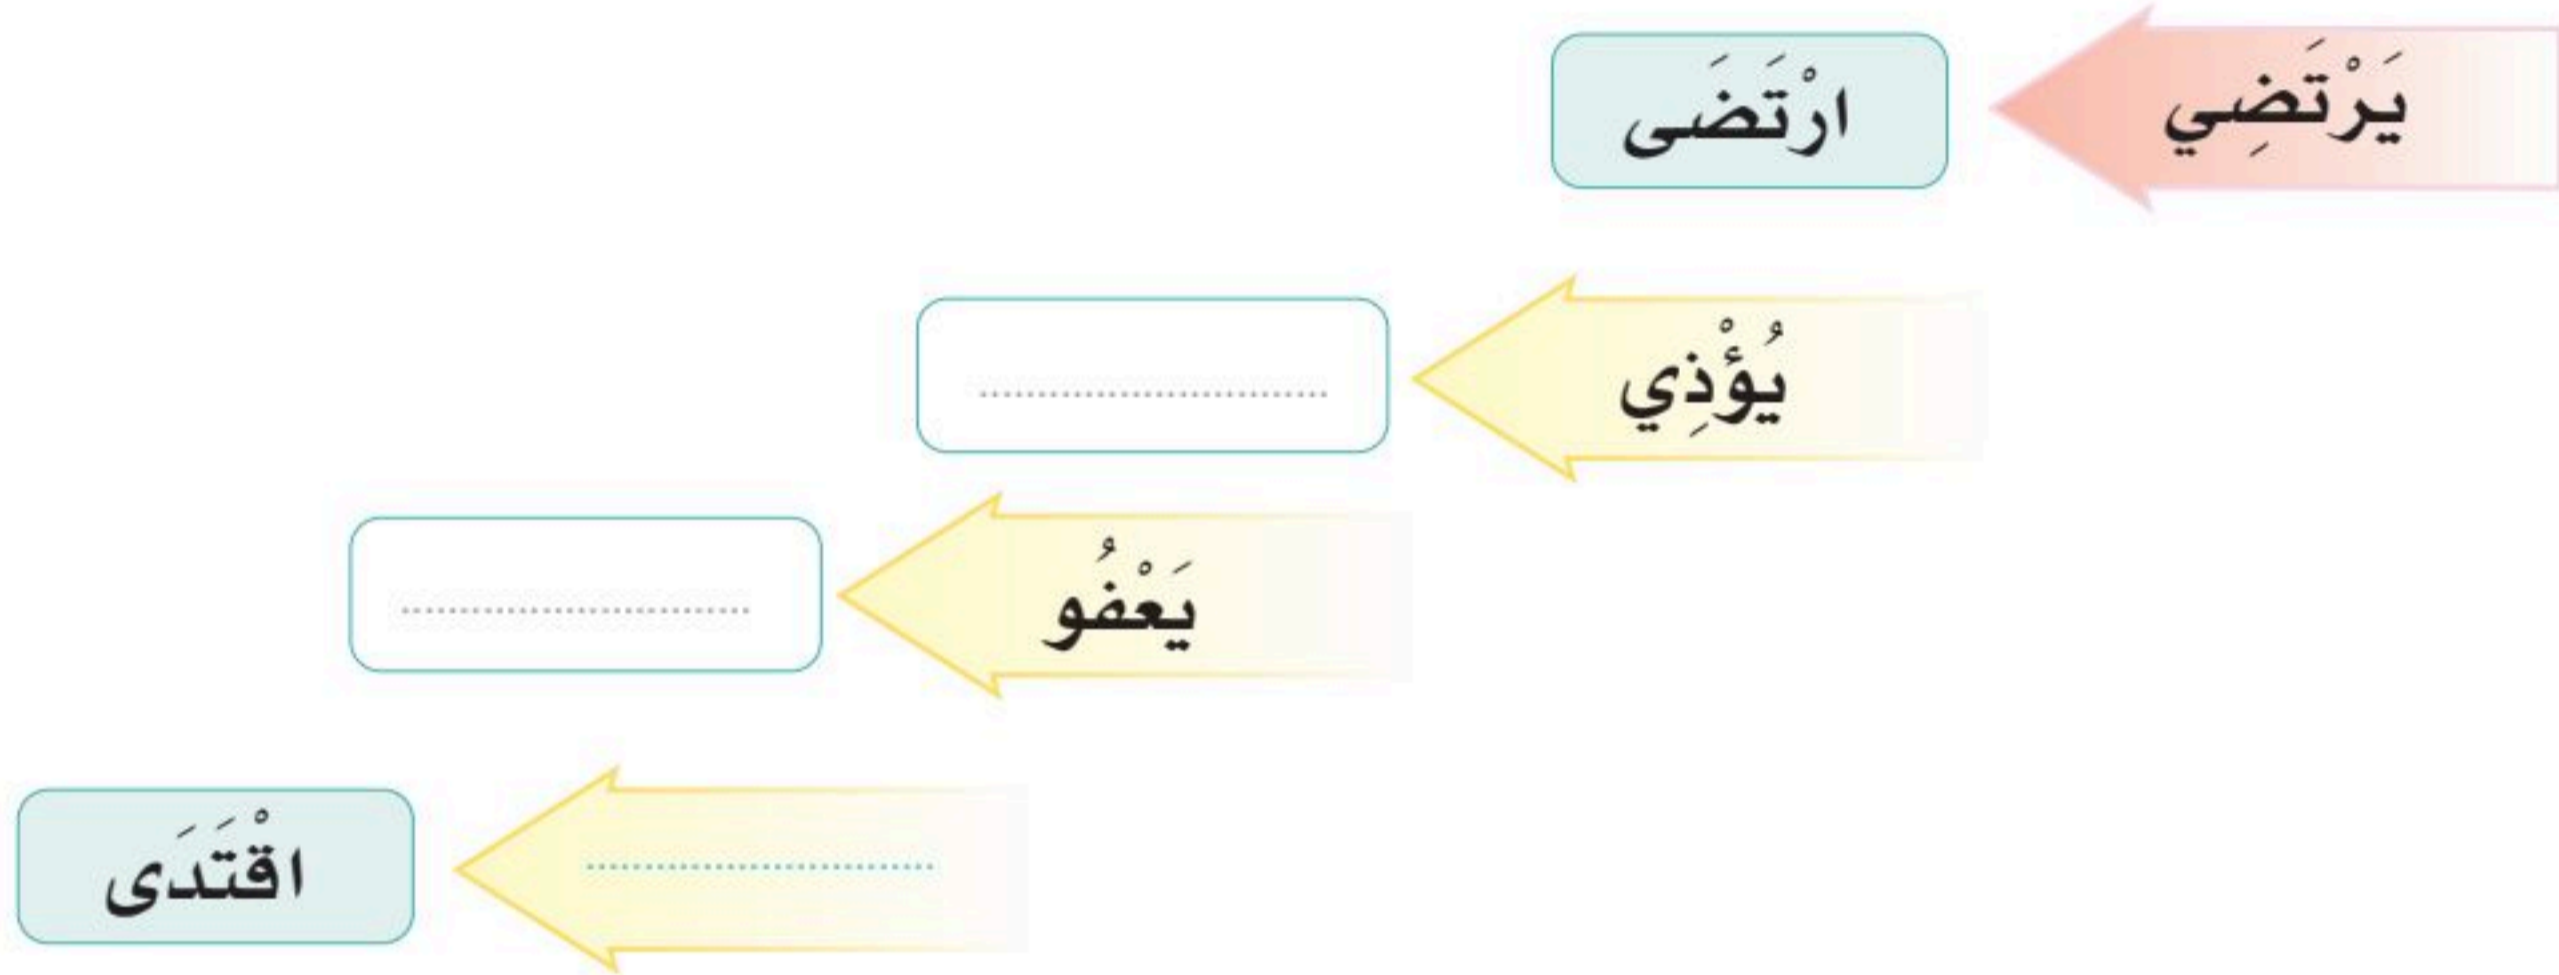 يَرْتَضِي ارْتَضَى
يُؤْذِي
يَعْفُو
اقْتَدَى